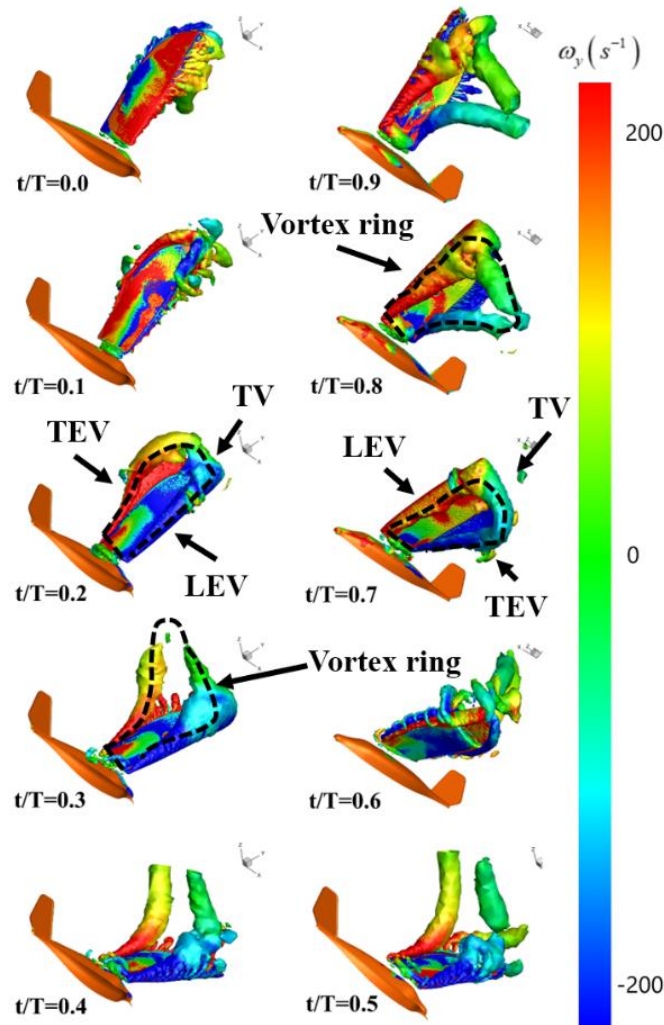 ω_y (s⁻¹)
200
0
-200
t/T=0.0
t/T=0.9
Vortex ring
t/T=0.1
t/T=0.8
TEV
TV
LEV
t/T=0.2
LEV
TV
TEV
t/T=0.7
Vortex ring
t/T=0.3
t/T=0.6
t/T=0.4
t/T=0.5